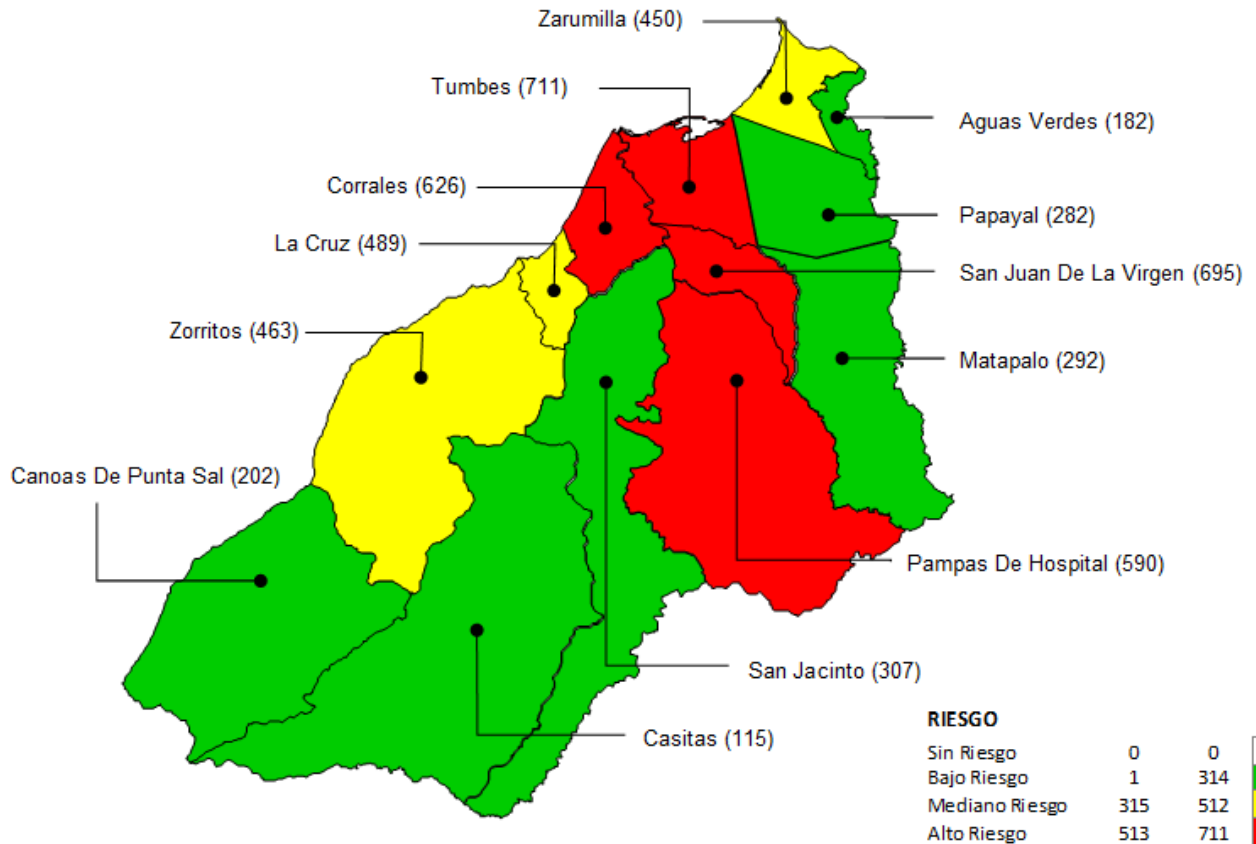 Zarumilla (450)
Tumbes (711)
Aguas Verdes (182)
Corrales (626)
Papayal (282)
La Cruz (489)
San Juan De La Virgen (695)
Zorritos (463)
Matapalo (292)
Canoas De Punta Sal (202)
Pampas De Hospital (590)
San Jacinto (307)
Casitas (115)
RIESGO
Sin Riesgo 0 0
Bajo Riesgo 1 314
Mediano Riesgo 315 512
Alto Riesgo 513 711